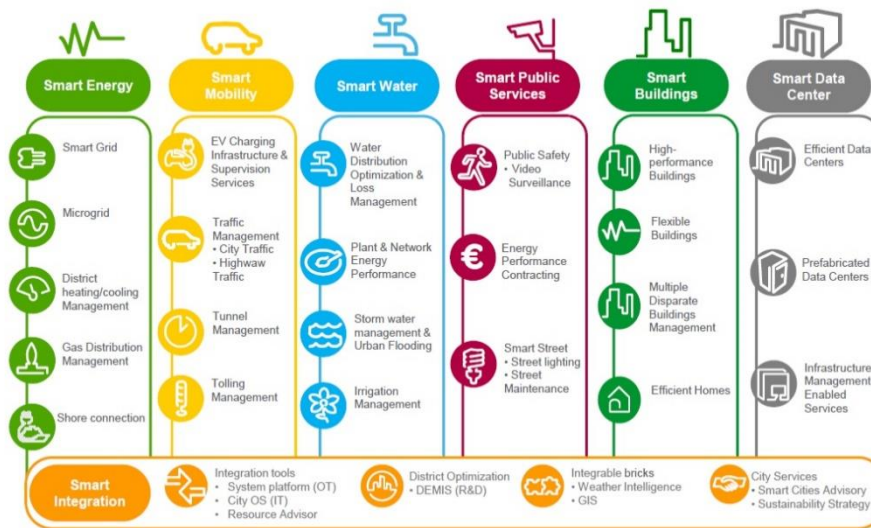 Smart Energy
Smart
Mobility
Smart Water
Smart Public
Services
Smart
Buildings
Smart Data
Center
Smart Grid
Microgrid
District
heating/cooling
Management
Gas Distribution
Management
Shore connection
EV Charging
Infrastructure &
Supervision
Services
Traffic
Management
• City Traffic
• Highwaw
Traffic
Tunnel
Management
Tolling
Management
Water
Distribution
Optimization &
Loss
Management
Plant & Network
Energy
Performance
Storm water
management &
Urban Flooding
Irrigation
Management
Public Safety
• Video
Surveillance
€
Energy
Performance
Contracting
Smart Street
• Street lighting
• Street
Maintenance
High-
performance
Buildings
Flexible
Buildings
Multiple
Disparate
Buildings
Management
Efficient Homes
Efficient Data
Centers
Prefabricated
Data Centers
Infrastructure
Management
Enabled
Services
Smart
Integration
Integration tools
• System platform (OT)
• City OS (IT)
• Resource Advisor
District Optimization
• DEMIS (R&D)
Integrable bricks
• Weather Intelligence
• GIS
City Services
• Smart Cities Advisory
• Sustainability Strategy